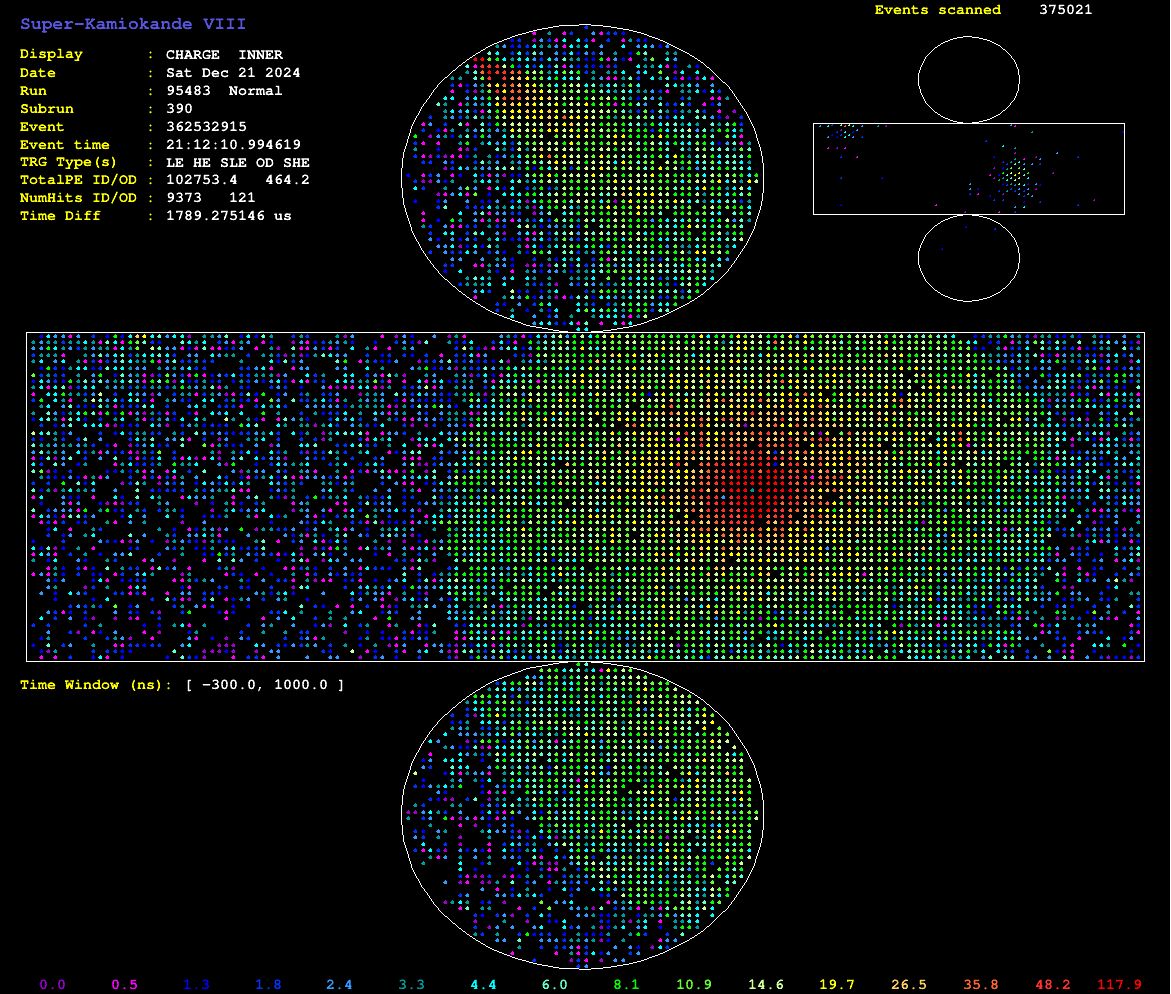 Super-Kamiokande VIII
Events scanned 375021
Display : CHARGE INNER
Date : Sat Dec 21 2024
Run : 95483 Normal
Subrun : 390
Event : 362532915
Event time : 21:12:10.994619
TRG Type(s) : LE HE SLE OD SHE
TotalPE ID/OD : 102753.4 464.2
NumHits ID/OD : 9373 121
Time Diff : 1789.275146 us
Time Window (ns): [ −300.0, 1000.0 ]
0.0 0.5 1.3 1.8 2.4 3.3 4.4 6.0 8.1 10.9 14.6 19.7 26.5 35.8 48.2 117.9